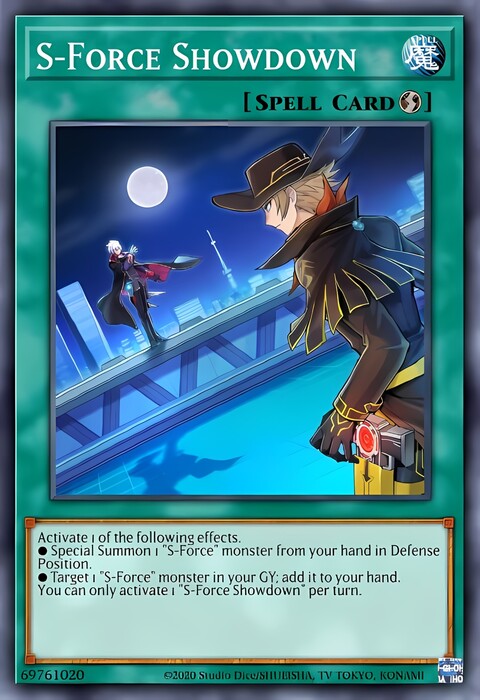 S-Force Showdown
魔
[Spell Card]
Activate 1 of the following effects.
● Special Summon 1 "S-Force" monster from your hand in Defense
Position.
● Target 1 "S-Force" monster in your GY; add it to your hand.
You can only activate 1 "S-Force Showdown" per turn.
69761020
©2020 Studio Dice/SHUEISHA, TV TOKYO, KONAMI